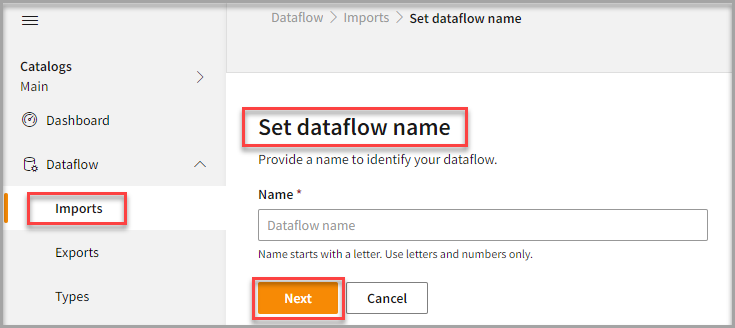 Dataflow > Imports > Set dataflow name
Catalogs
Main
Dashboard
Dataflow
Imports
Exports
Types
Set dataflow name
Provide a name to identify your dataflow.
Name *
Dataflow name
Name starts with a letter. Use letters and numbers only.
Next Cancel